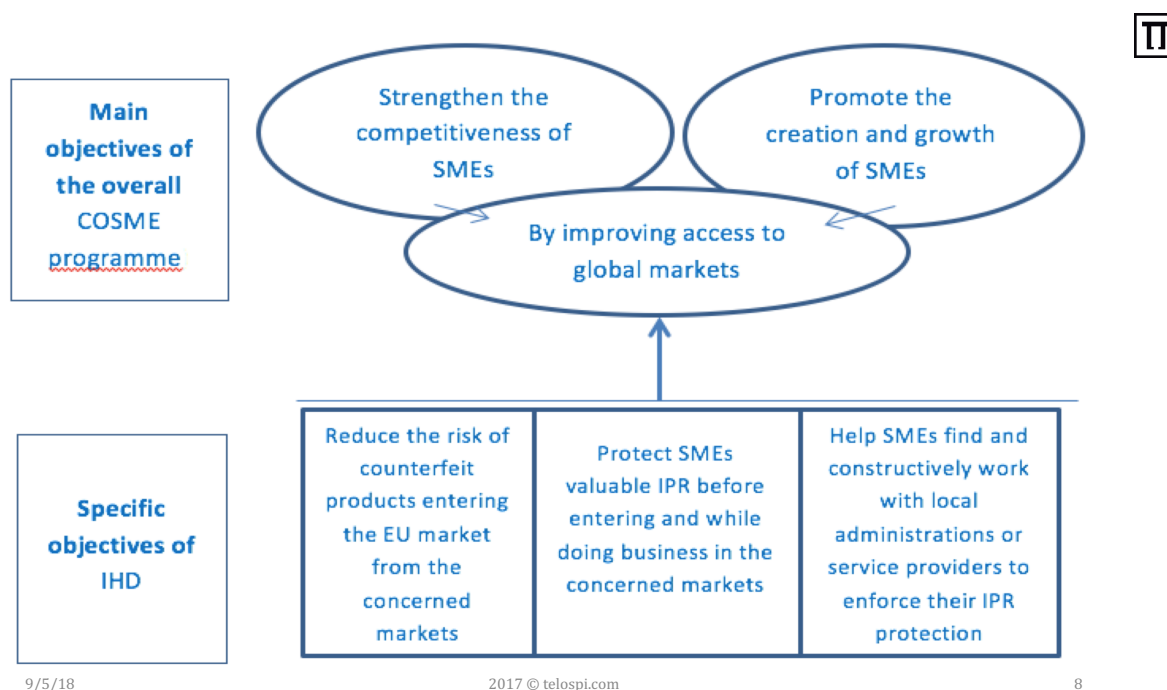 Main
objectives of
the overall
COSME
programme
Strengthen the
competitiveness of
SMEs
Promote the
creation and growth
of SMEs
By improving access to
global markets
Specific
objectives of
IHD
Reduce the risk of
counterfeit
products entering
the EU market
from the
concerned
markets
Protect SMEs
valuable IPR before
entering and while
doing business in the
concerned markets
Help SMEs find and
constructively work
with local
administrations or
service providers to
enforce their IPR
protection
9/5/18
2017 © telospi.com
8